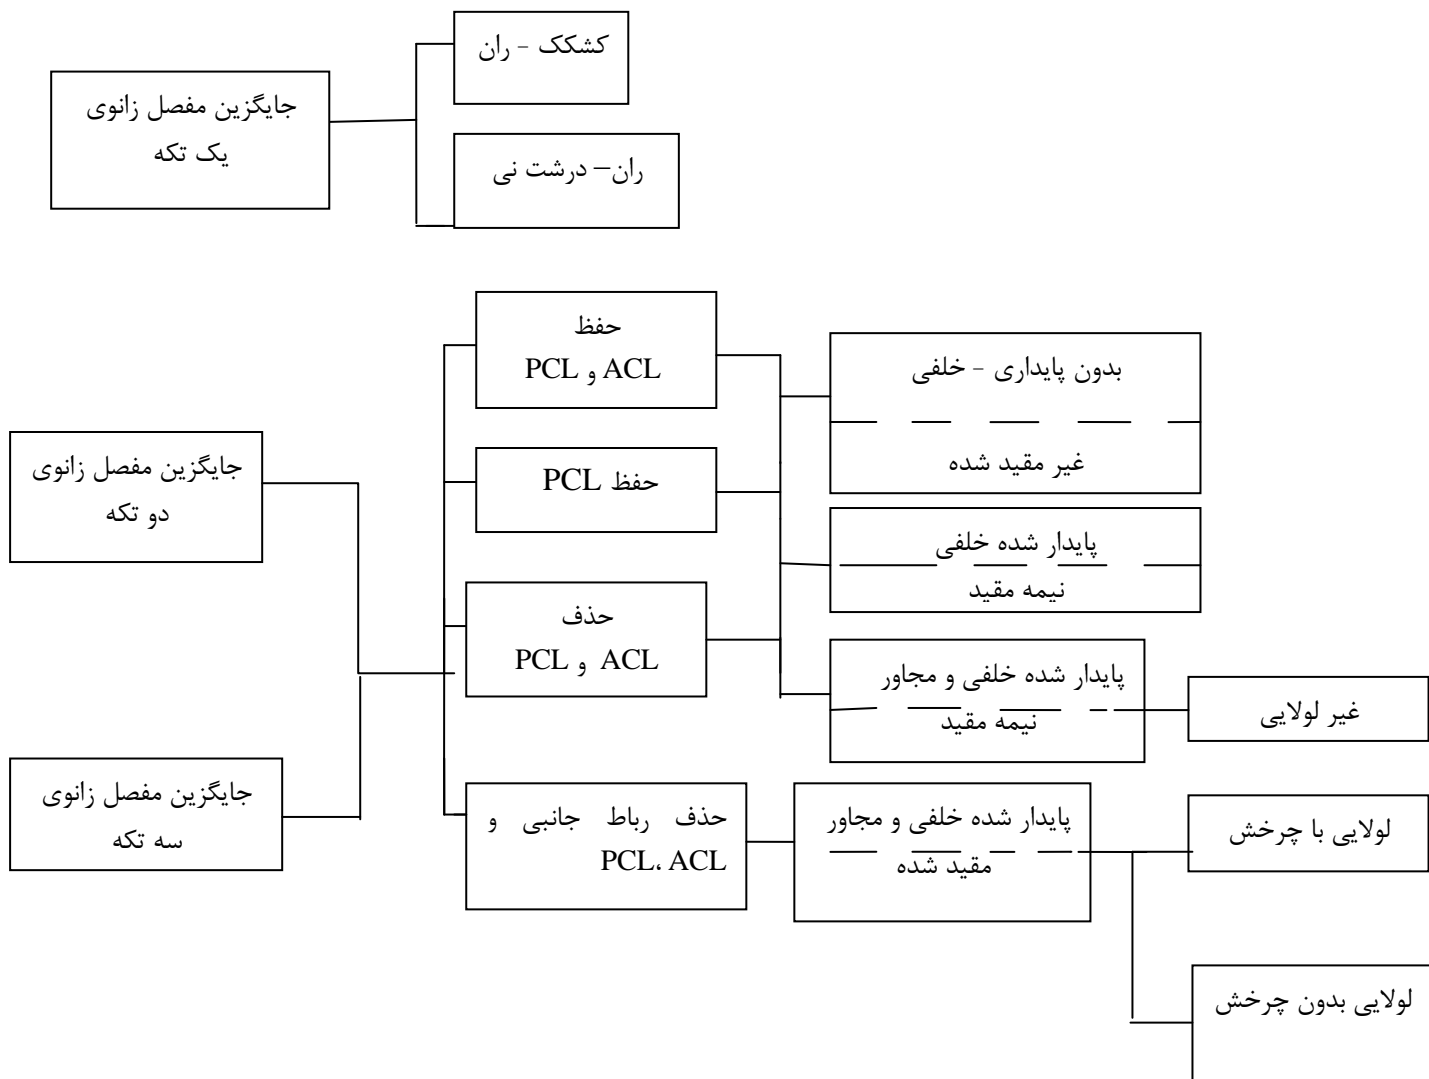 کشکک - ران
جایگزین مفصل زانوی
یک تکه
ران– درشت نی
حفظ
ACL و PCL
بدون پایداری - خلفی
غیر مقید شده
جایگزین مفصل زانوی
دو تکه
حفظ PCL
پایدار شده خلفی
نیمه مقید
حذف
ACL و PCL
پایدار شده خلفی و مجاور
نیمه مقید
غیر لولایی
جایگزین مفصل زانوی
سه تکه
حذف رباط جانبی و
PCL، ACL
پایدار شده خلفی و مجاور
مقید شده
لولایی با چرخش
لولایی بدون چرخش